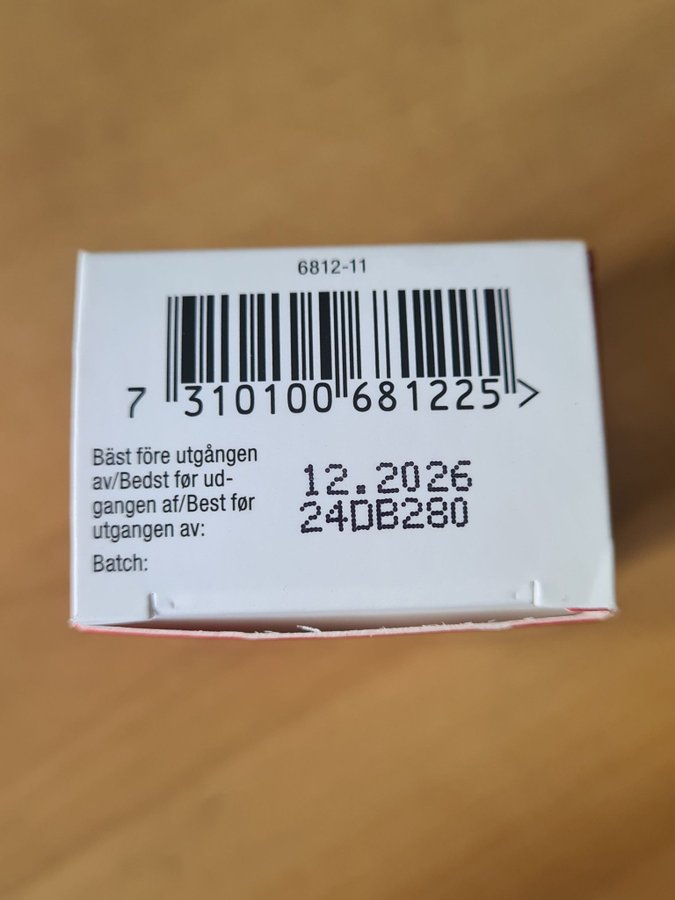 6812-11
7 310100 681225 >
Bäst före utgången
av/Bedst før ud-
gangen af/Best før
utgangen av:
12.2026
24DB280
Batch: